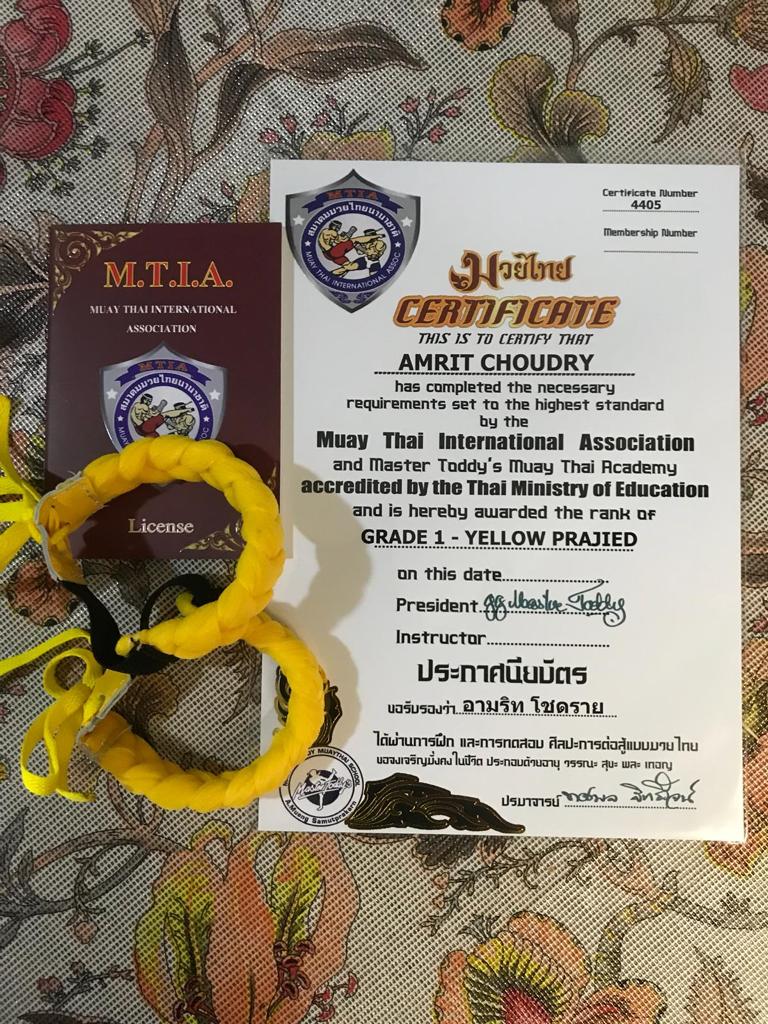 M.T.I.A.
MUAY THAI INTERNATIONAL
ASSOCIATION
MTIA
สมาคมมวยไทยนานาชาติ
License
MTIA
สมาคมมวยไทยนานาชาติ
MUAY THAI INTERNATIONAL ASSOC
Certificate Number
4405
Membership Number
มวยไทย
CERTIFICATE
THIS IS TO CERTIFY THAT
AMRIT CHOUDRY
has completed the necessary
requirements set to the highest standard
by the
Muay Thai International Association
and Master Toddy's Muay Thai Academy
accredited by the Thai Ministry of Education
and is hereby awarded the rank of
GRADE 1 - YELLOW PRAJIED
on this date
President Master Toddy
Instructor
ประกาศนียบัตร
ขอรับรองว่า อามริท โชดราย
ได้ผ่านการฝึก และการทดสอบ ศิลปะการต่อสู้แบบมวยไทย
ของเจริญมั่งคงในชีวิต ประกอบด้วยอายุ วรรณะ สุขะ พละ เทอญ
ปรมาจารย์
MUAYTHAI SCHOOL
Master Toddy's
A.Muang Samutprakarn